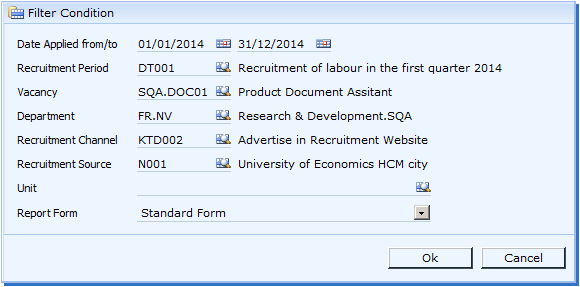 Filter Condition
Date Applied from/to 01/01/2014 31/12/2014
Recruitment Period DT001 Recruitment of labour in the first quarter 2014
Vacancy SQA.DOC01 Product Document Assitant
Department FR.NV Research & Development.SQA
Recruitment Channel KTD002 Advertise in Recruitment Website
Recruitment Source N001 University of Economics HCM city
Unit
Report Form Standard Form
Ok Cancel